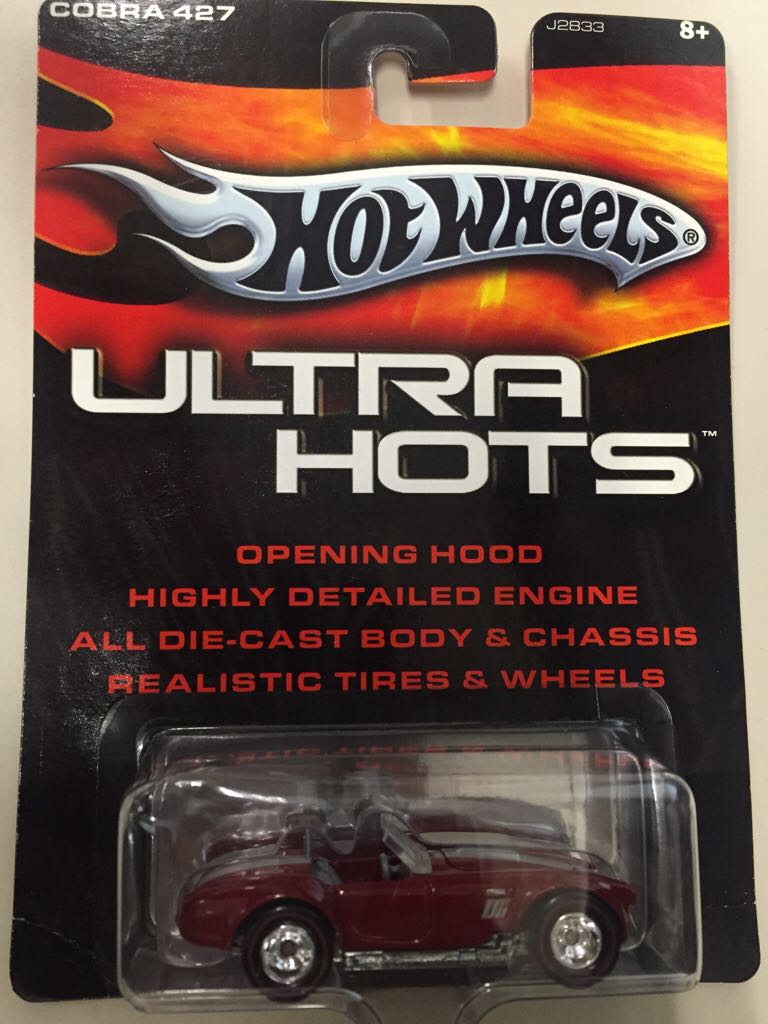 COBRA 427
J2833
8+
HOT WHEELS®
ULTRA
HOTS™
OPENING HOOD
HIGHLY DETAILED ENGINE
ALL DIE-CAST BODY & CHASSIS
REALISTIC TIRES & WHEELS